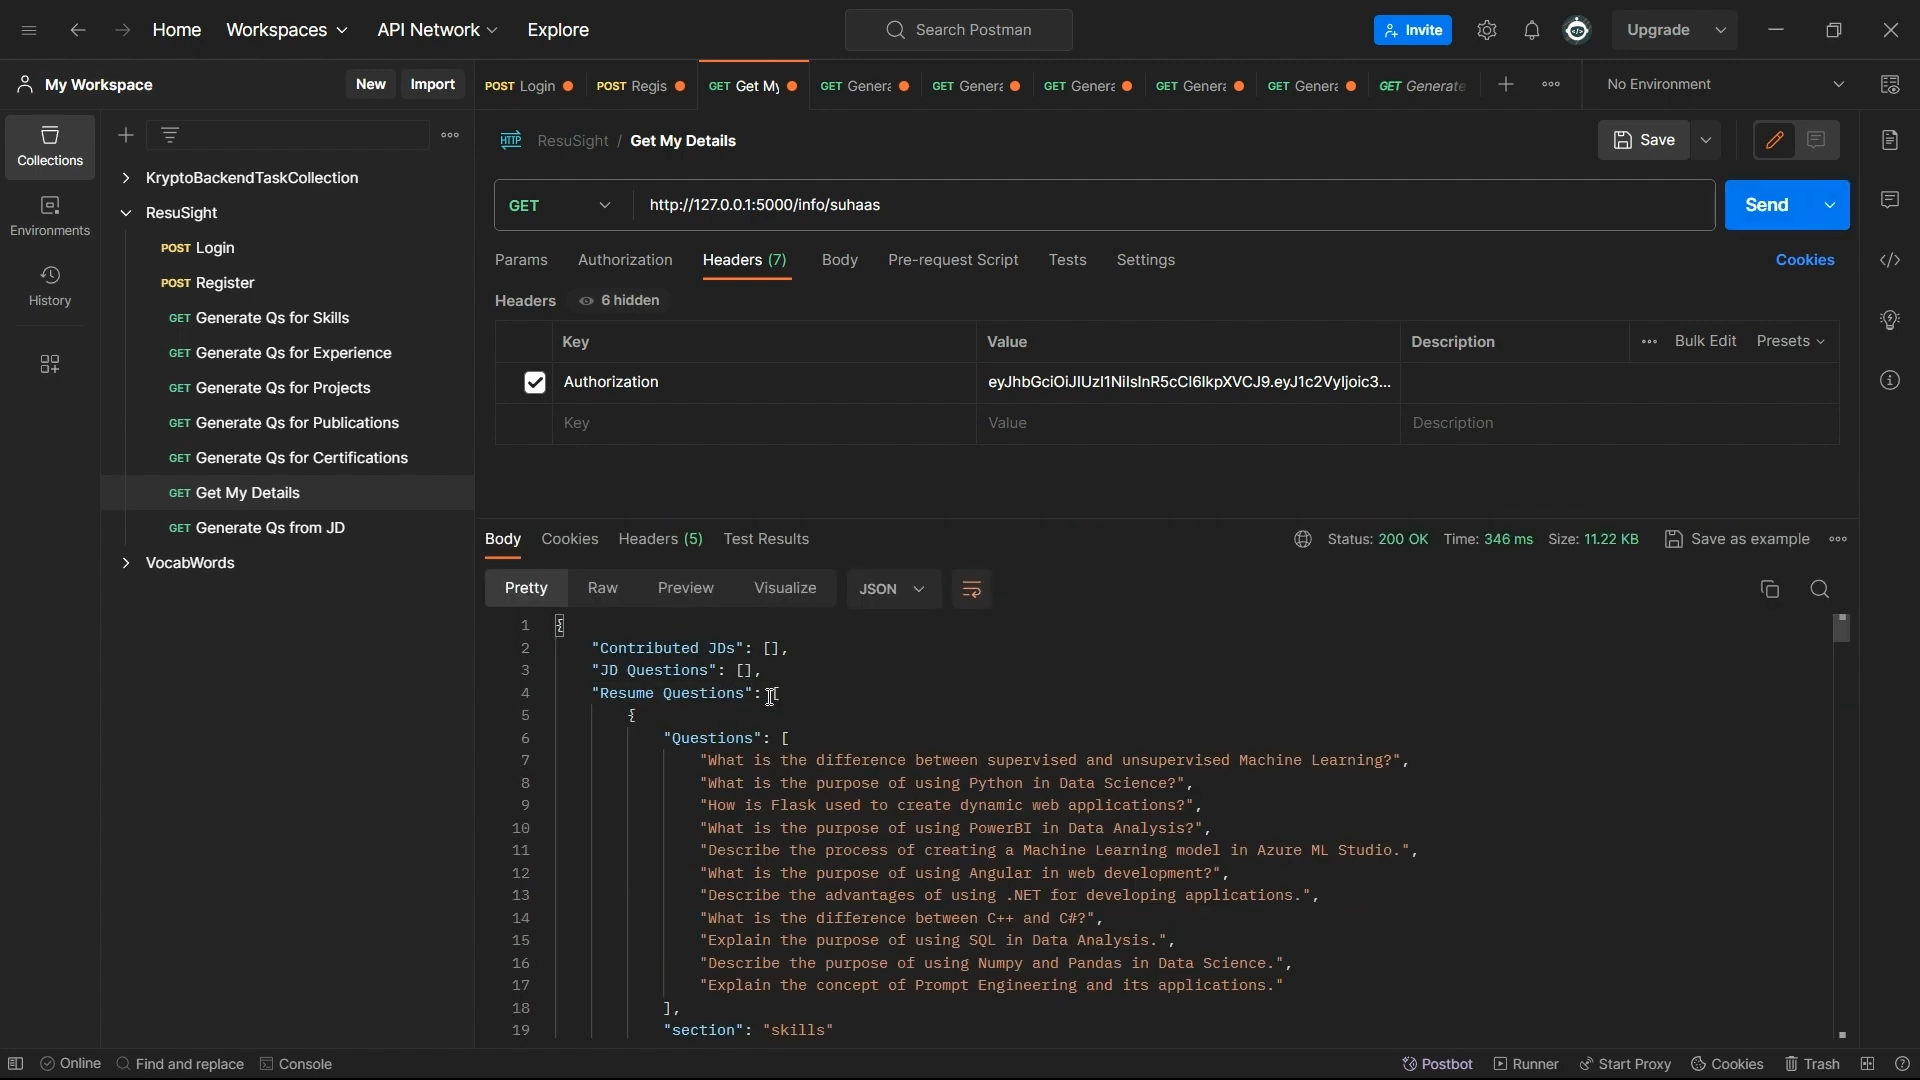 Home
Workspaces
API Network
Explore
Search Postman
Invite
Upgrade
My Workspace
New
Import
POST Login
POST Regis
GET Get My
GET Genera
GET Genera
GET Genera
GET Genera
GET Genera
GET Generate
No Environment
Collections
Environments
History
KryptoBackendTaskCollection
ResuSight
POST Login
POST Register
GET Generate Qs for Skills
GET Generate Qs for Experience
GET Generate Qs for Projects
GET Generate Qs for Publications
GET Generate Qs for Certifications
GET Get My Details
GET Generate Qs from JD
VocabWords
HTTP ResuSight / Get My Details
Save
GET http://127.0.0.1:5000/info/suhaas
Send
Params Authorization Headers (7) Body Pre-request Script Tests Settings
Cookies
Headers 6 hidden
Key Value Description Bulk Edit Presets
Authorization eyJhbGciOiJIUzI1NiIsInR5cCI6IkpXVCJ9.eyJ1c2VyIjoic3...
Key Value Description
Body Cookies Headers (5) Test Results
Status: 200 OK Time: 346 ms Size: 11.22 KB Save as example
Pretty Raw Preview Visualize JSON
1 {
2 "Contributed JDs": [],
3 "JD Questions": [],
4 "Resume Questions": [
5 {
6 "Questions": [
7 "What is the difference between supervised and unsupervised Machine Learning?",
8 "What is the purpose of using Python in Data Science?",
9 "How is Flask used to create dynamic web applications?",
10 "What is the purpose of using PowerBI in Data Analysis?",
11 "Describe the process of creating a Machine Learning model in Azure ML Studio.",
12 "What is the purpose of using Angular in web development?",
13 "Describe the advantages of using .NET for developing applications.",
14 "What is the difference between C++ and C#?",
15 "Explain the purpose of using SQL in Data Analysis.",
16 "Describe the purpose of using Numpy and Pandas in Data Science.",
17 "Explain the concept of Prompt Engineering and its applications."
18 ],
19 "section": "skills"
Online
Find and replace
Console
Postbot
Runner
Start Proxy
Cookies
Trash